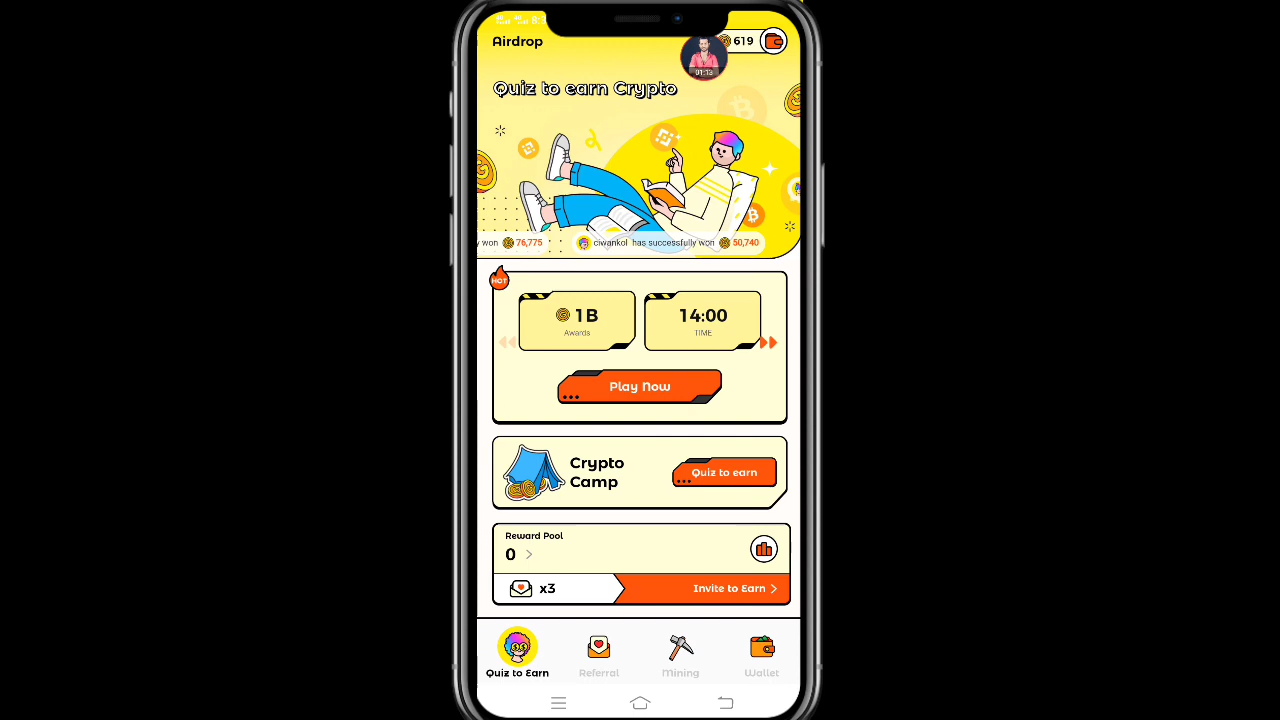 Airdrop
619
01:13
Quiz to earn Crypto
y won 76,775
ciwankol has successfully won 50,740
HOT
1B
Awards
14:00
TIME
Play Now
Crypto
Camp
Quiz to earn
Reward Pool
0
x3
Invite to Earn
Quiz to Earn
Referral
Mining
Wallet